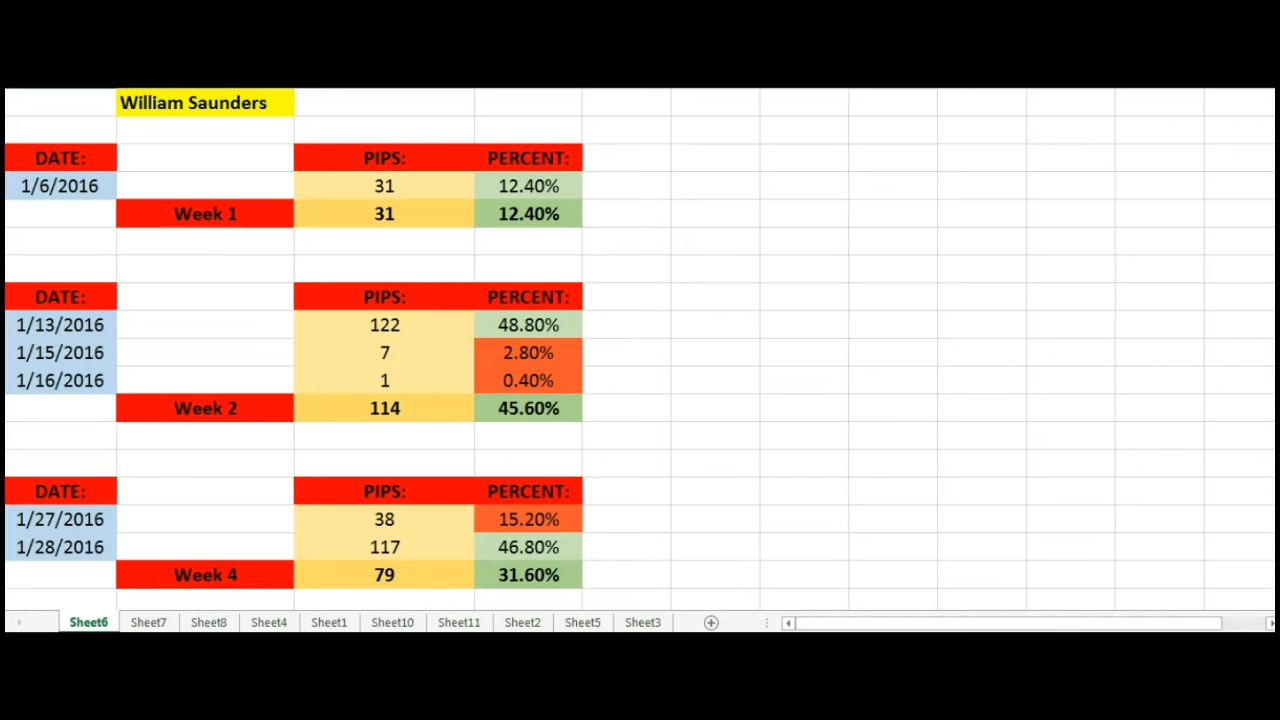 William Saunders
DATE: PIPS: PERCENT:
1/6/2016 31 12.40%
Week 1 31 12.40%
DATE: PIPS: PERCENT:
1/13/2016 122 48.80%
1/15/2016 7 2.80%
1/16/2016 1 0.40%
Week 2 114 45.60%
DATE: PIPS: PERCENT:
1/27/2016 38 15.20%
1/28/2016 117 46.80%
Week 4 79 31.60%
Sheet6 Sheet7 Sheet8 Sheet4 Sheet1 Sheet10 Sheet11 Sheet2 Sheet5 Sheet3